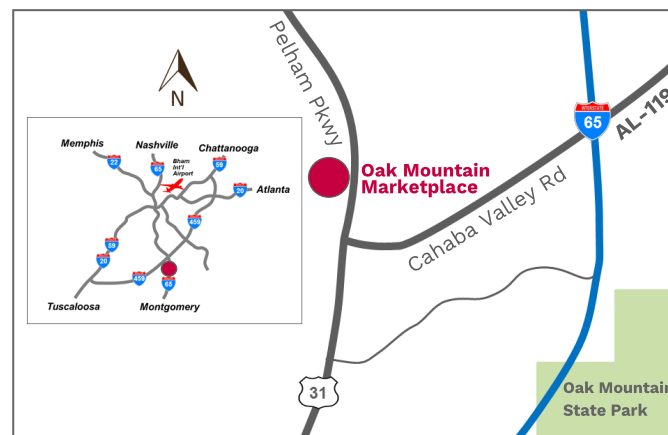 Pelham Pkwy
N
INTERSTATE
65
AL-119
Oak Mountain
Marketplace
Cahaba Valley Rd
31
Oak Mountain
State Park
Memphis
Nashville
Chattanooga
22
65
Bham
Int'l
Airport
59
20
Atlanta
459
59
20
459
65
Tuscaloosa
Montgomery